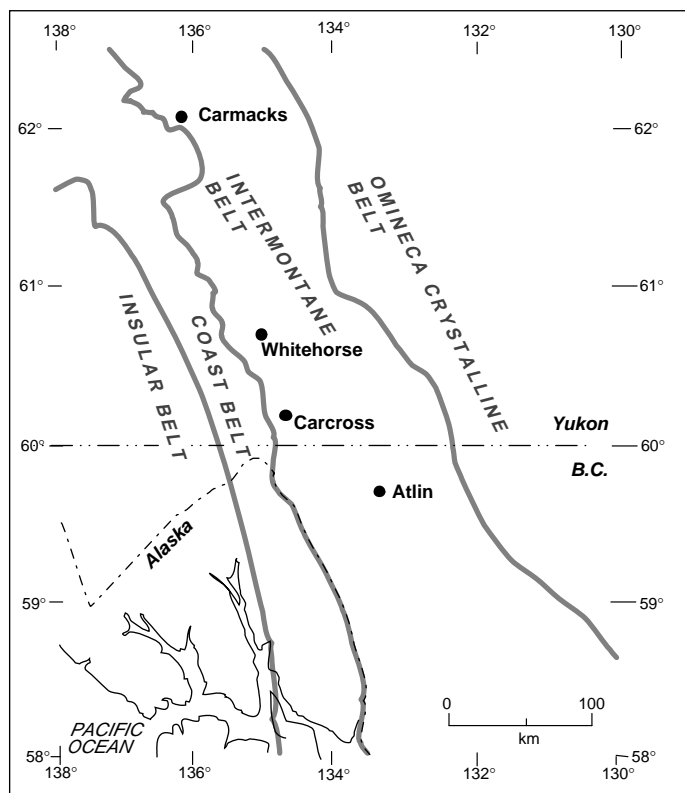 138°
136°
134°
132°
130°
62°
Carmacks
62°
INTERMONTANE
BELT
OMINECA CRYSTALLINE
BELT
61°
61°
INSULAR BELT
COAST BELT
Whitehorse
Carcross
Yukon
60°
60°
B.C.
Atlin
Alaska
59°
59°
0
100
km
PACIFIC
OCEAN
58°
58°
138°
136°
134°
132°
130°